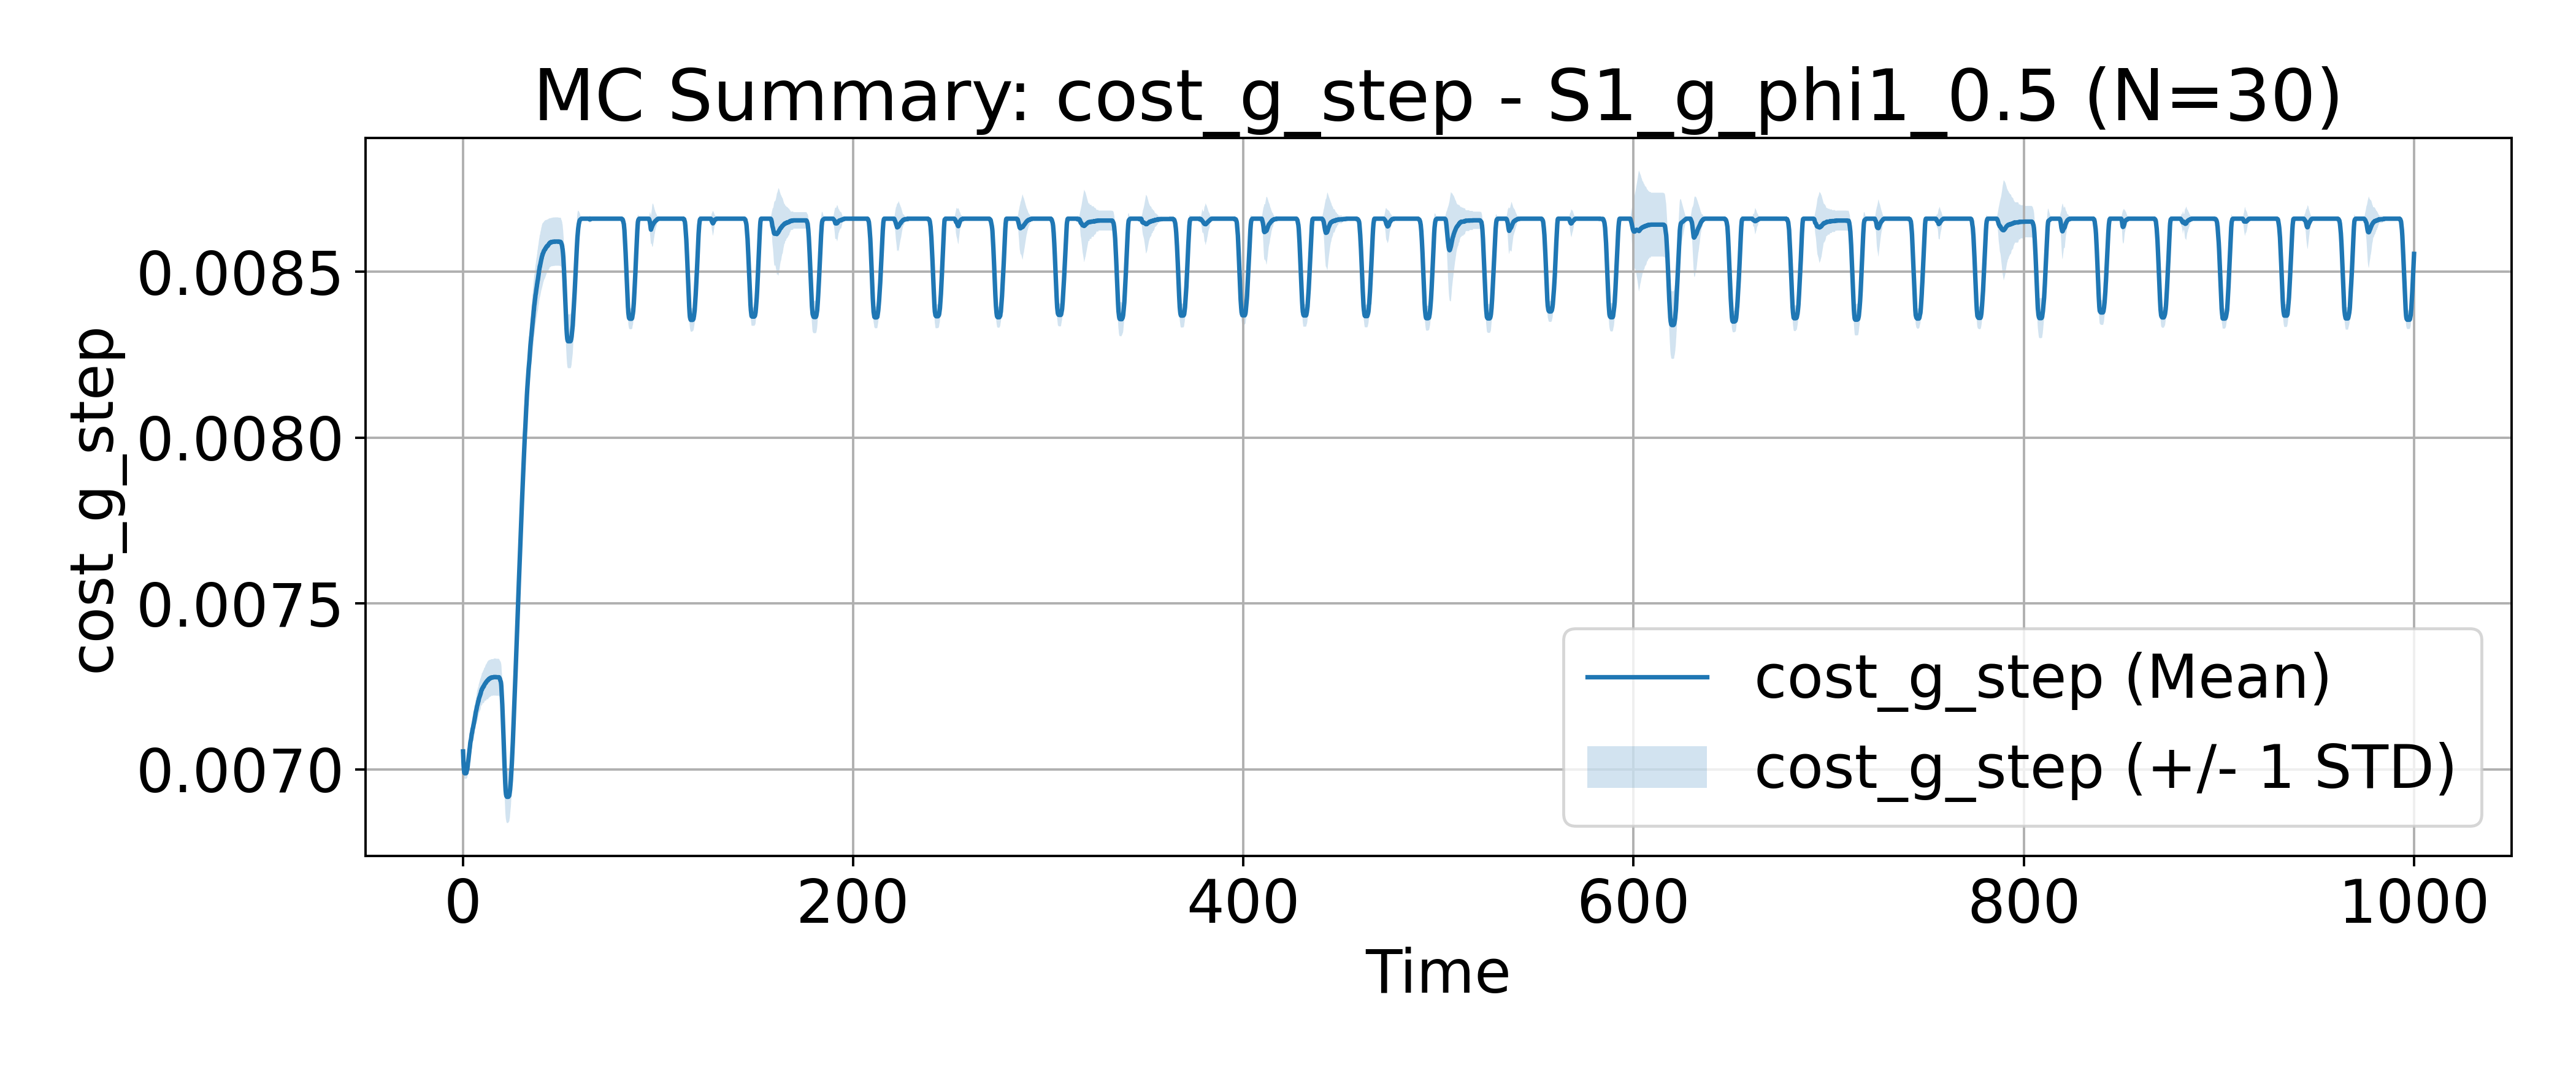 MC Summary: cost_g_step - S1_g_phi1_0.5 (N=30)
cost_g_step
0.0085
0.0080
0.0075
0.0070
cost_g_step (Mean)
cost_g_step (+/- 1 STD)
0 200 400 600 800 1000
Time